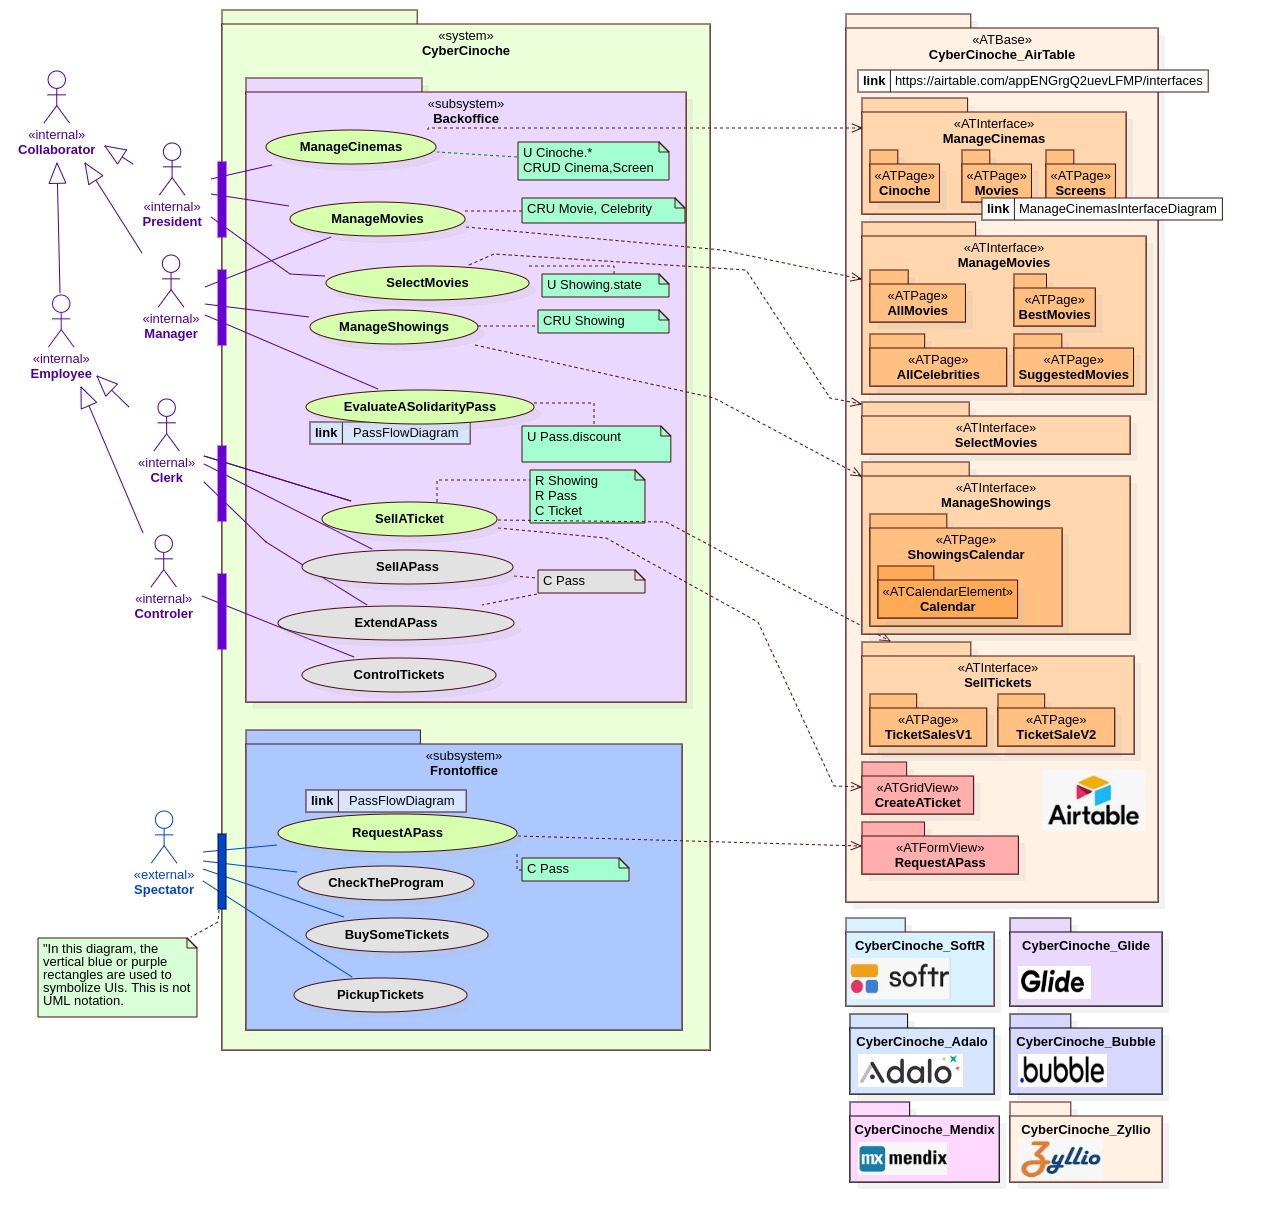 «system»
CyberCinoche
«subsystem»
Backoffice
ManageCinemas
U Cinoche.*
CRUD Cinema,Screen
ManageMovies
CRU Movie, Celebrity
SelectMovies
U Showing.state
ManageShowings
CRU Showing
EvaluateASolidarityPass
link PassFlowDiagram
U Pass.discount
R Showing
R Pass
C Ticket
SellATicket
SellAPass
C Pass
ExtendAPass
ControlTickets
«subsystem»
Frontoffice
link PassFlowDiagram
RequestAPass
C Pass
CheckTheProgram
BuySomeTickets
PickupTickets
«internal»
Collaborator
«internal»
President
«internal»
Manager
«internal»
Employee
«internal»
Clerk
«internal»
Controler
«external»
Spectator
"In this diagram, the
vertical blue or purple
rectangles are used to
symbolize UIs. This is not
UML notation.
«ATBase»
CyberCinoche_AirTable
link https://airtable.com/appENGrgQ2uevLFMP/interfaces
«ATInterface»
ManageCinemas
«ATPage»
Cinoche
«ATPage»
Movies
«ATPage»
Screens
link ManageCinemasInterfaceDiagram
«ATInterface»
ManageMovies
«ATPage»
AllMovies
«ATPage»
BestMovies
«ATPage»
AllCelebrities
«ATPage»
SuggestedMovies
«ATInterface»
SelectMovies
«ATInterface»
ManageShowings
«ATPage»
ShowingsCalendar
«ATCalendarElement»
Calendar
«ATInterface»
SellTickets
«ATPage»
TicketSalesV1
«ATPage»
TicketSaleV2
«ATGridView»
CreateATicket
Airtable
«ATFormView»
RequestAPass
CyberCinoche_SoftR
softr
CyberCinoche_Glide
Glide
CyberCinoche_Adalo
Adalo
CyberCinoche_Bubble
.bubble
CyberCinoche_Mendix
mx mendix
CyberCinoche_Zyllio
Zyllio